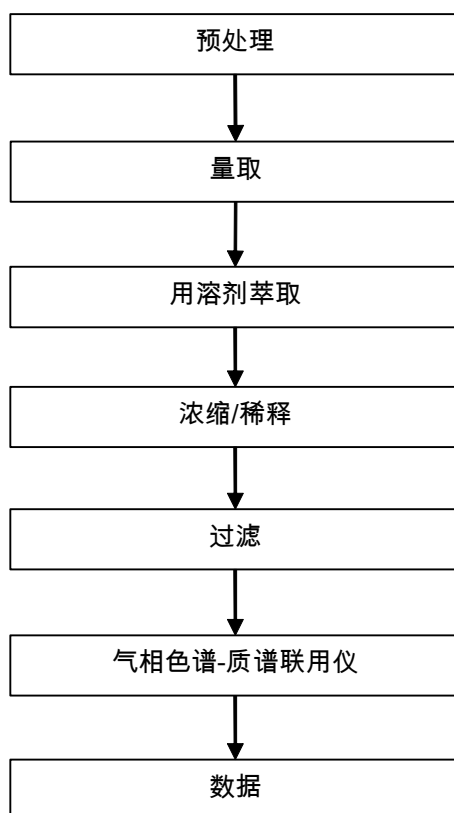 预处理
量取
用溶剂萃取
浓缩/稀释
过滤
气相色谱-质谱联用仪
数据